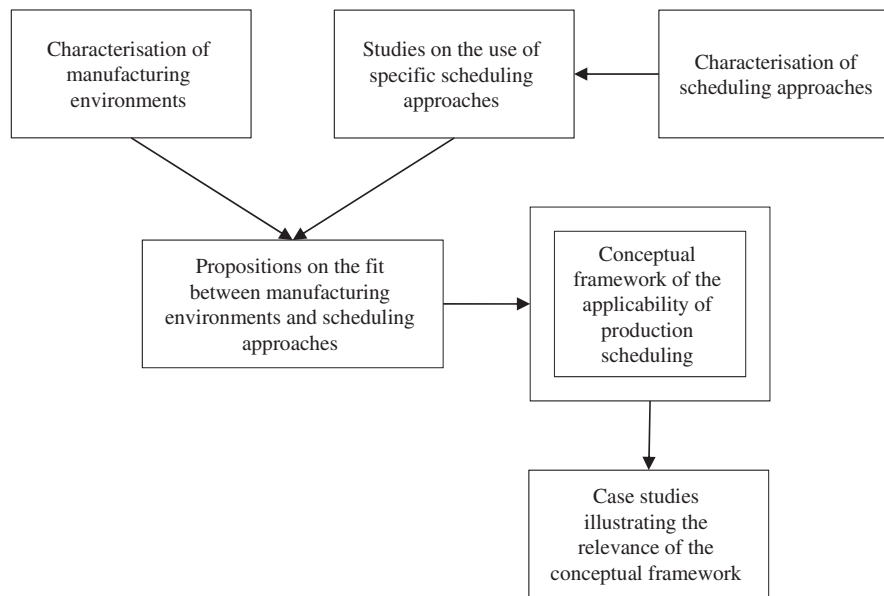 Characterisation of
manufacturing
environments
Studies on the use of
specific scheduling
approaches
Characterisation of
scheduling approaches
Propositions on the fit
between manufacturing
environments and scheduling
approaches
Conceptual
framework of the
applicability of
production
scheduling
Case studies
illustrating the
relevance of the
conceptual framework